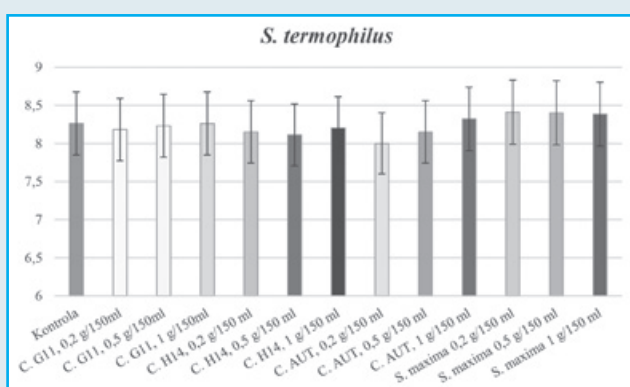 S. termophilus
9
8,5
8
7,5
7
6,5
6
Kontrola
C. G11, 0,2 g/150ml
C. G11, 0,5 g/150ml
C. G11, 1 g/150ml
C. H14, 0,2 g/150 ml
C. H14, 0,5 g/150 ml
C. H14, 1 g/150 ml
C. AUT, 0,2 g/150 ml
C. AUT, 0,5 g/150 ml
C. AUT, 1 g/150 ml
S. maxima 0,2 g/150 ml
S. maxima 0,5 g/150 ml
S. maxima 1 g/150 ml